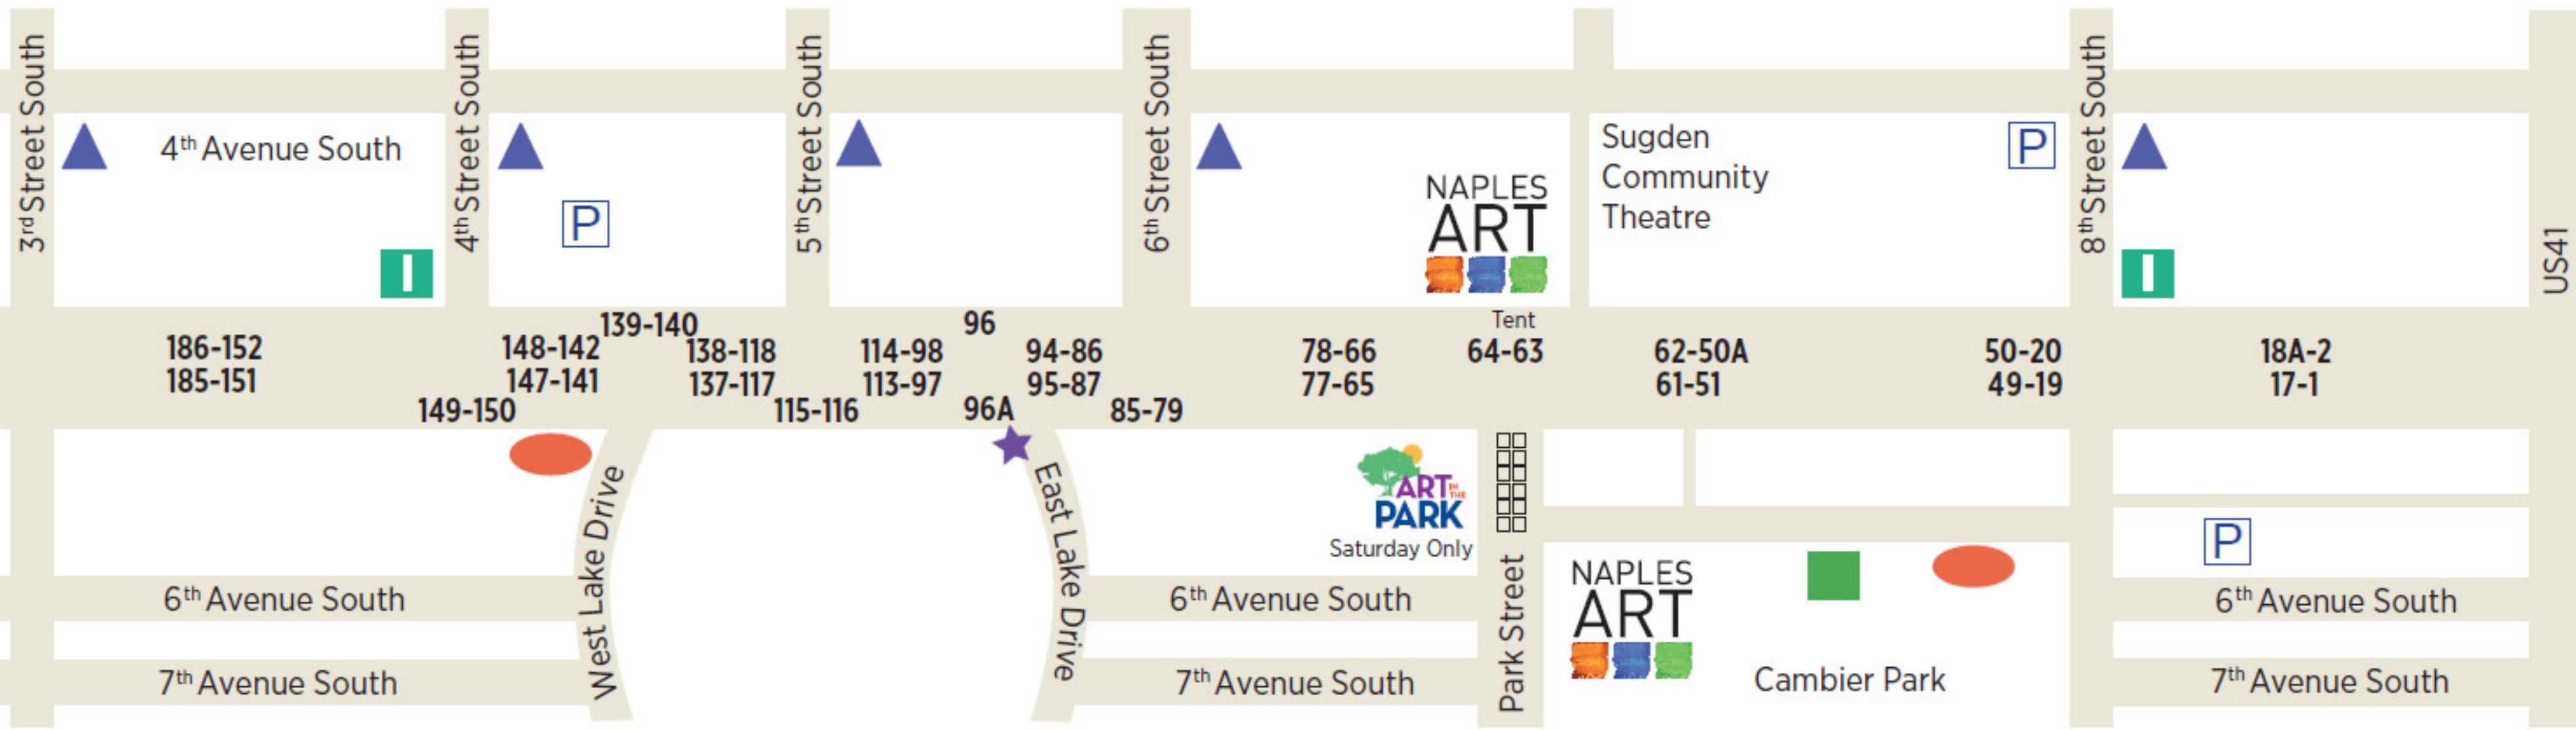 3rd Street South
4th Avenue South
I
4th Street South
P
5th Street South
6th Street South
NAPLES
ART
Sugden
Community
Theatre
P
8th Street South
I
US41
186-152
185-151
149-150
148-142
147-141
139-140
138-118
137-117
115-116
114-98
113-97
96
96A
94-86
95-87
85-79
78-66
77-65
Tent
64-63
62-50A
61-51
50-20
49-19
18A-2
17-1
West Lake Drive
East Lake Drive
ART IN THE
PARK
Saturday Only
Park Street
P
6th Avenue South
6th Avenue South
NAPLES
ART
6th Avenue South
7th Avenue South
7th Avenue South
Cambier Park
7th Avenue South